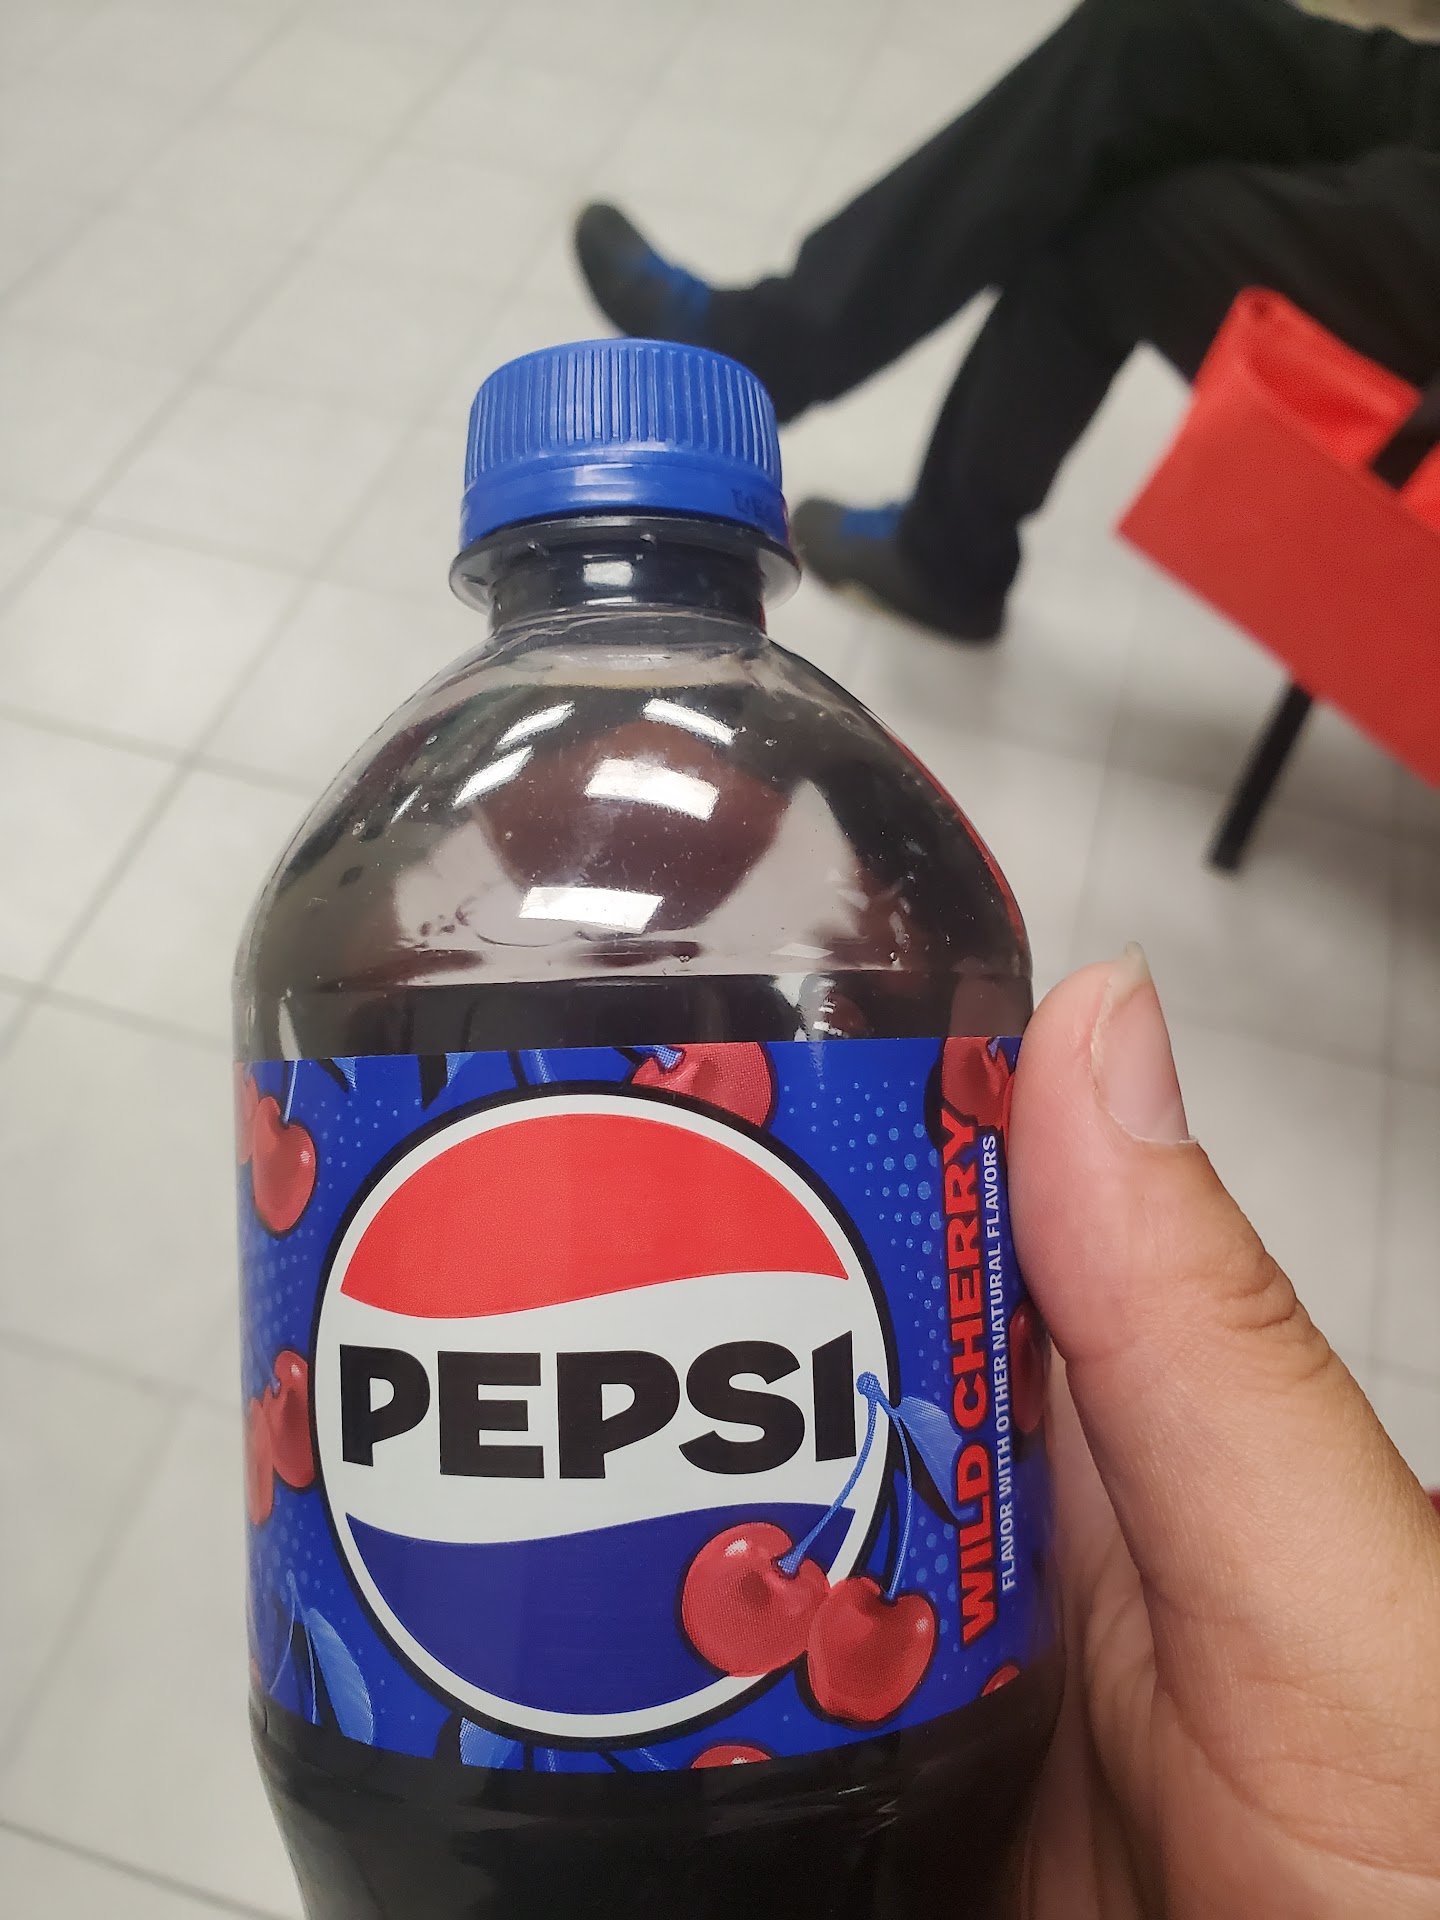 PEPSI
WILD CHERRY
FLAVOR WITH OTHER NATURAL FLAVORS